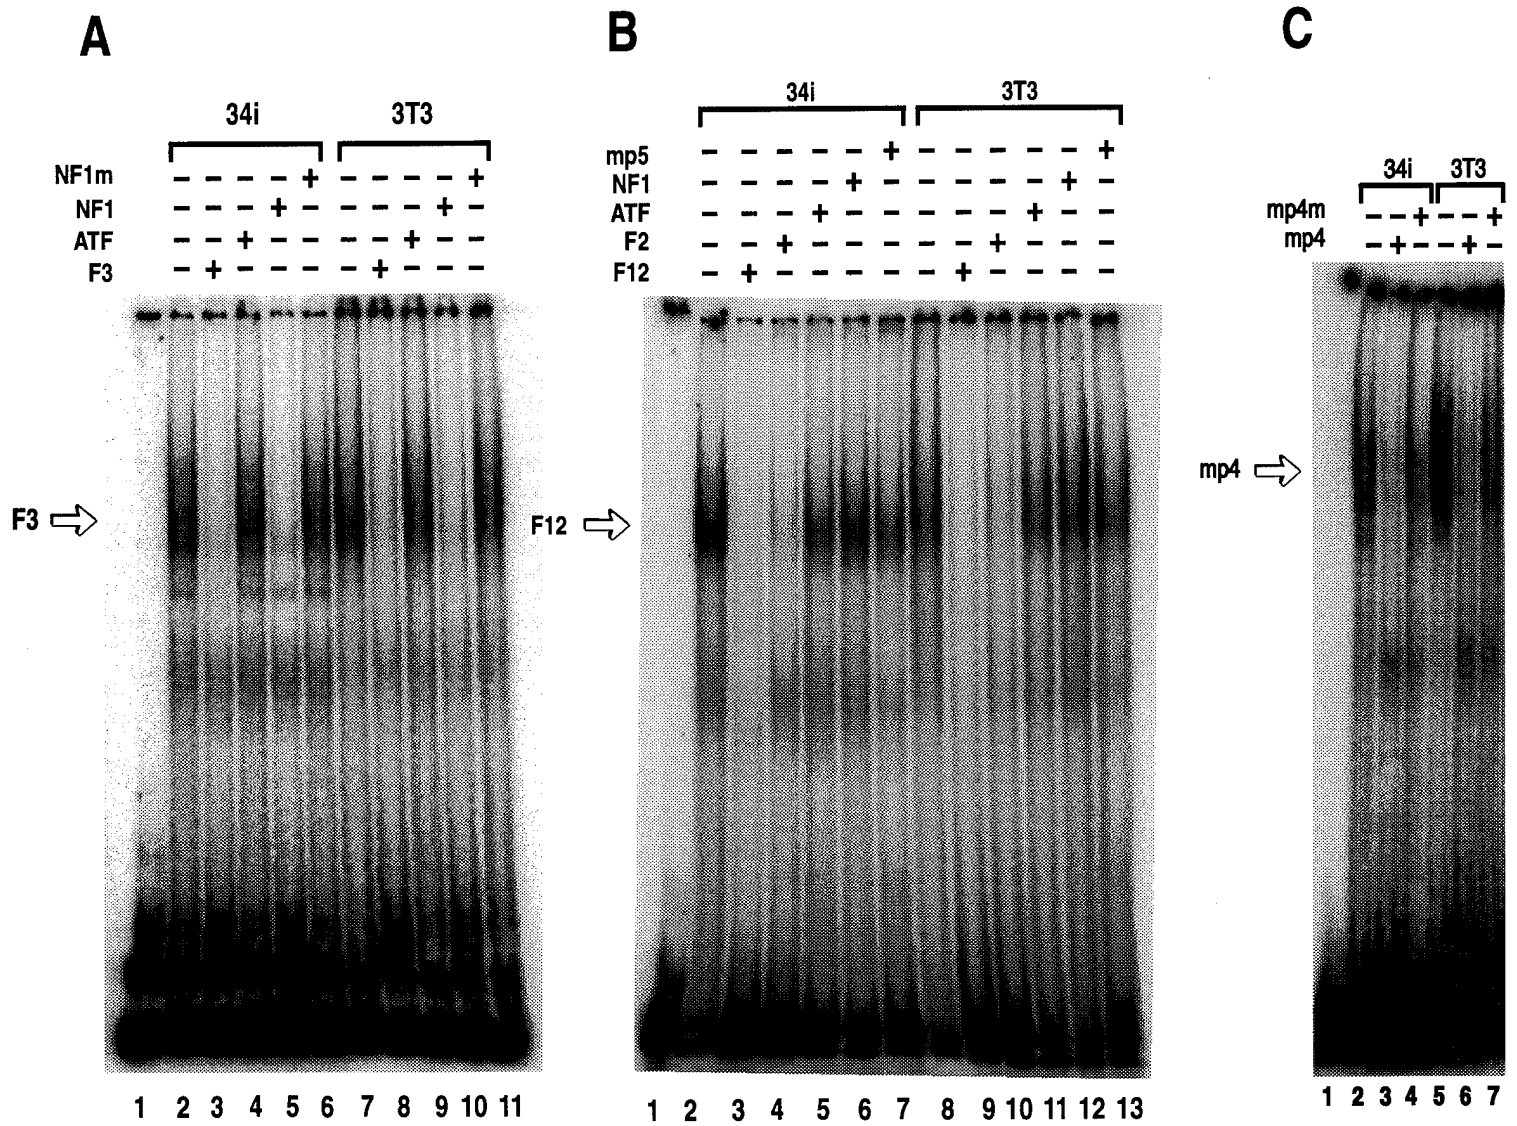 A
34i 3T3
NF1m − − − − + − − − − +
NF1 − − − + − − − − + −
ATF − − + − − − − + − −
F3 − + − − − − + − − −
F3
1 2 3 4 5 6 7 8 9 10 11
B
34i 3T3
mp5 − − − − − + − − − − − +
NF1 − − − − + − − − − − + −
ATF − − − + − − − − − + − −
F2 − − + − − − − − + − − −
F12 − + − − − − − + − − − −
F12
1 2 3 4 5 6 7 8 9 10 11 12 13
C
34i 3T3
mp4m − − + − − +
mp4 − + − − + −
mp4
1 2 3 4 5 6 7